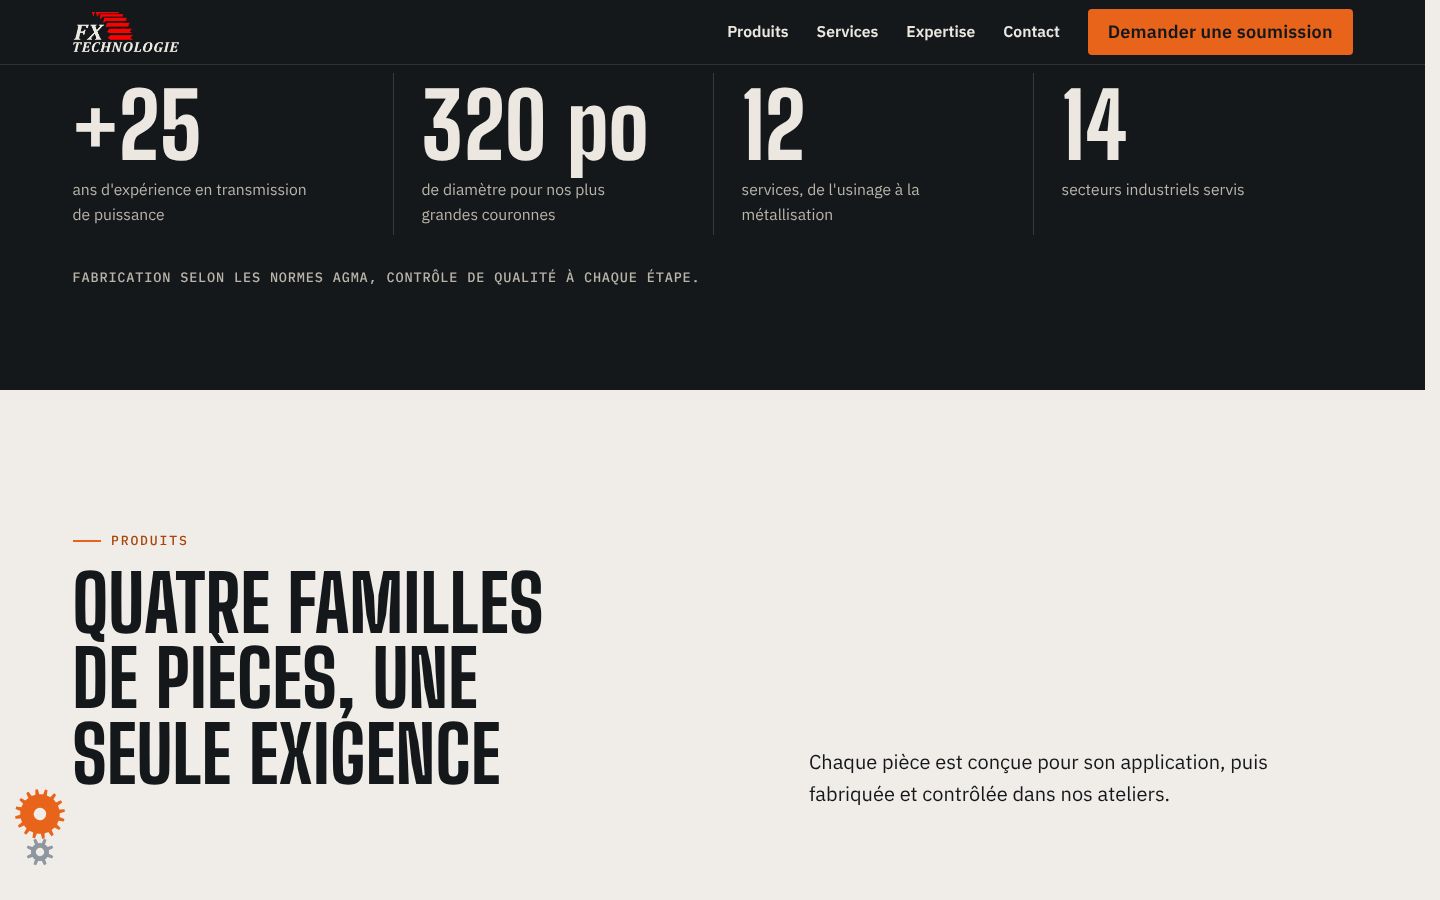 FX
TECHNOLOGIE
Produits
Services
Expertise
Contact
Demander une soumission
+25
ans d'expérience en transmission
de puissance
320 po
de diamètre pour nos plus
grandes couronnes
12
services, de l'usinage à la
métallisation
14
secteurs industriels servis
FABRICATION SELON LES NORMES AGMA, CONTRÔLE DE QUALITÉ À CHAQUE ÉTAPE.
PRODUITS
QUATRE FAMILLES
DE PIÈCES, UNE
SEULE EXIGENCE
Chaque pièce est conçue pour son application, puis
fabriquée et contrôlée dans nos ateliers.